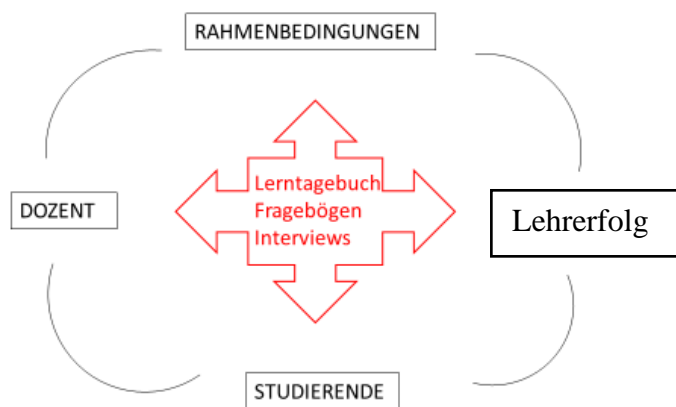 RAHMENBEDINGUNGEN
Lerntagebuch
Fragebögen
Interviews
DOZENT
Lehrerfolg
STUDIERENDE